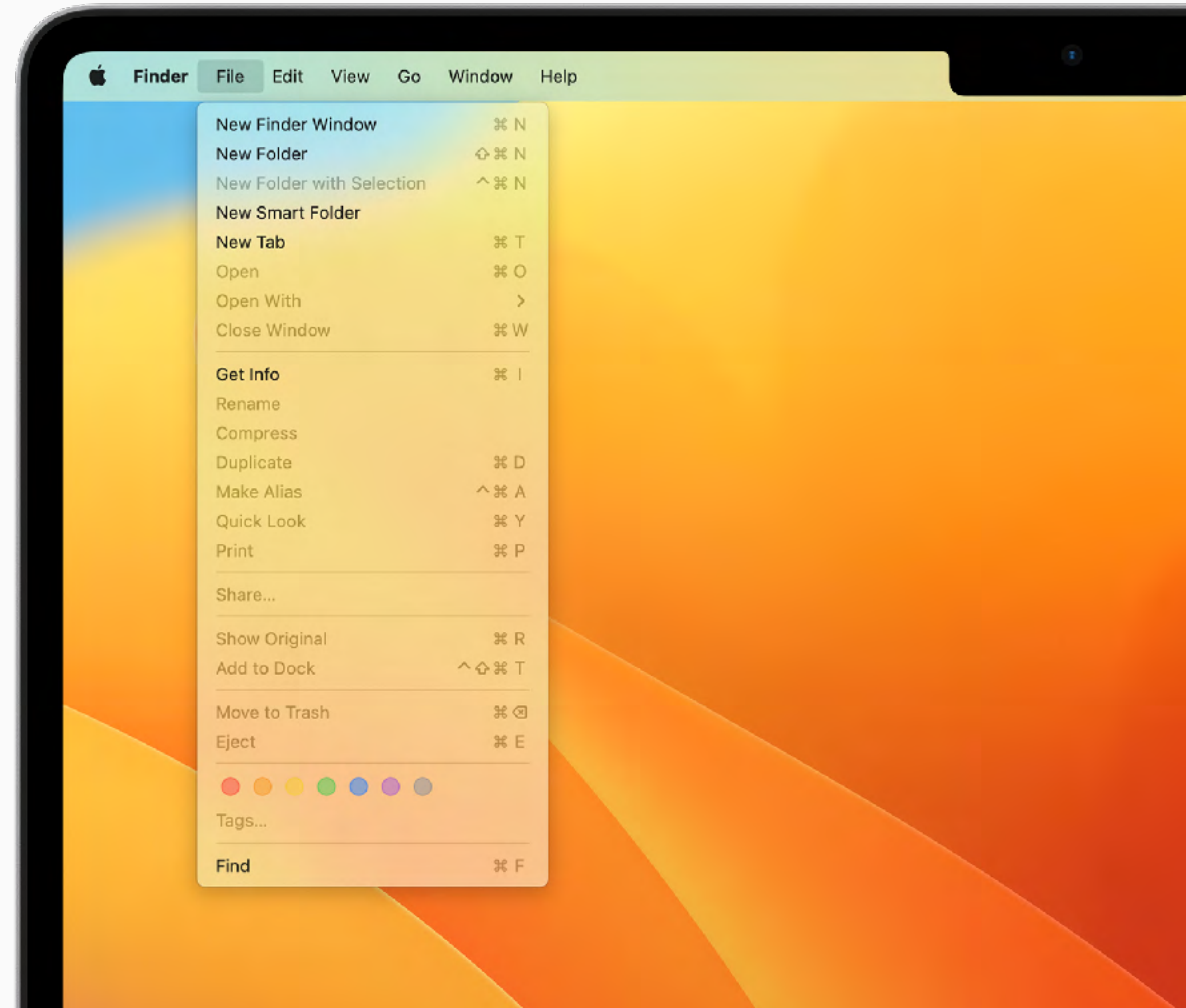 Finder File Edit View Go Window Help
New Finder Window ⌘ N
New Folder ⇧ ⌘ N
New Folder with Selection ^ ⌘ N
New Smart Folder
New Tab ⌘ T
Open ⌘ O
Open With >
Close Window ⌘ W
Get Info ⌘ I
Rename
Compress
Duplicate ⌘ D
Make Alias ^ ⌘ A
Quick Look ⌘ Y
Print ⌘ P
Share...
Show Original ⌘ R
Add to Dock ^ ⇧ ⌘ T
Move to Trash ⌘ ⌫
Eject ⌘ E
Tags...
Find ⌘ F